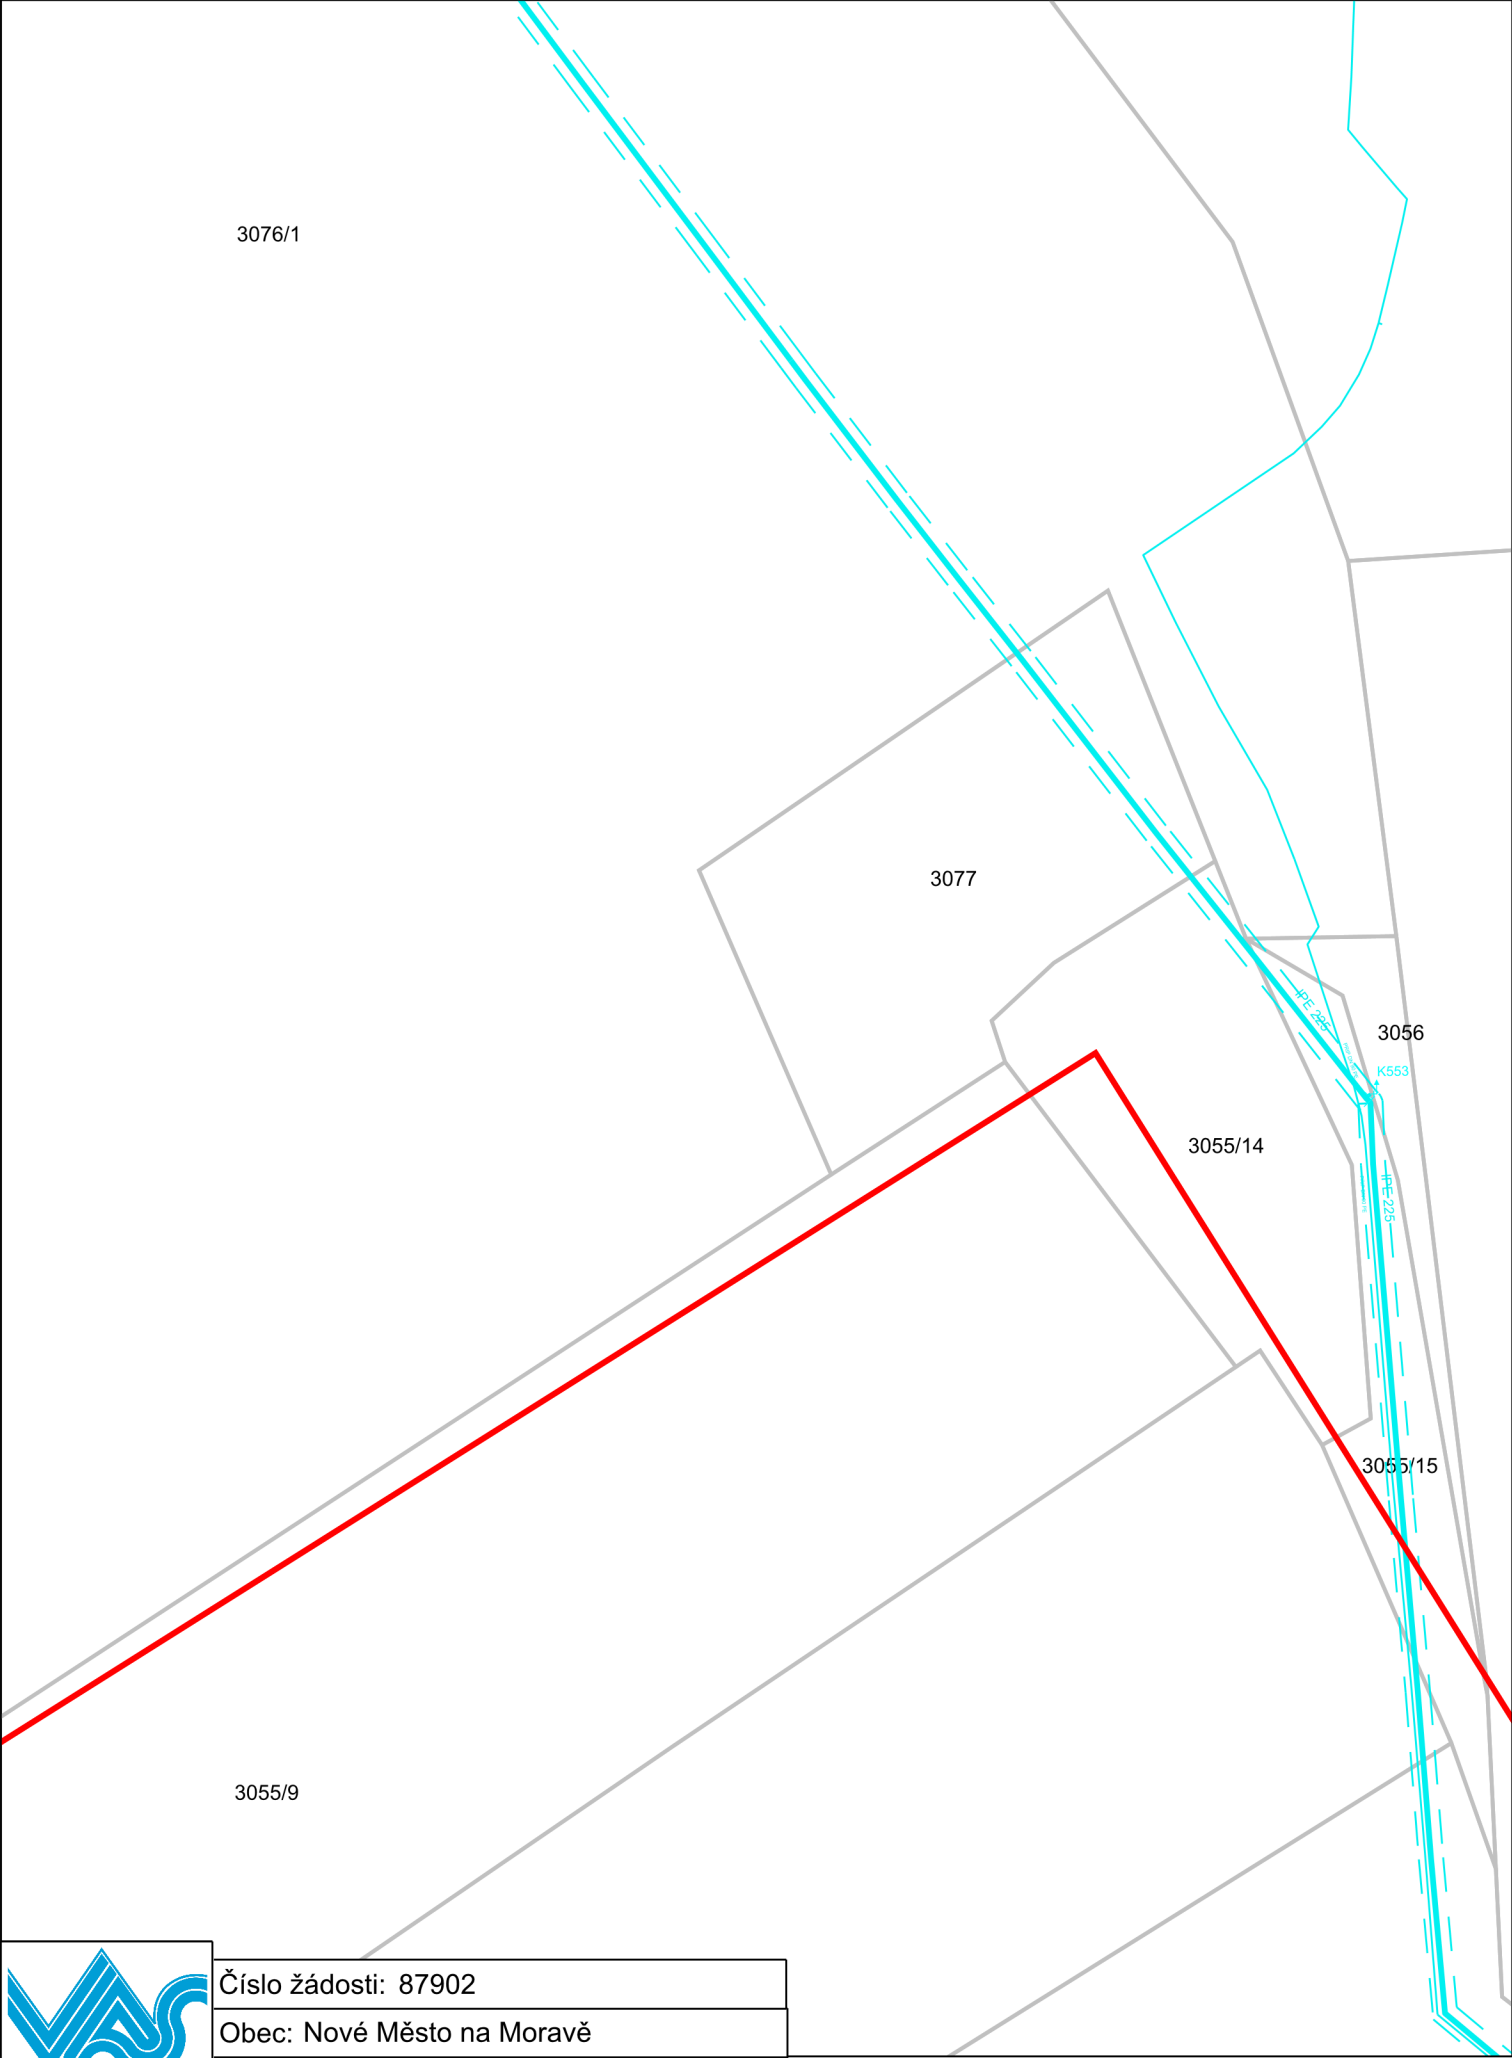 3076/1
3077
IPE 225
3056
K553
3055/14
IPE 225
3055/15
3055/9
VAS
Číslo žádosti: 87902
Obec: Nové Město na Moravě